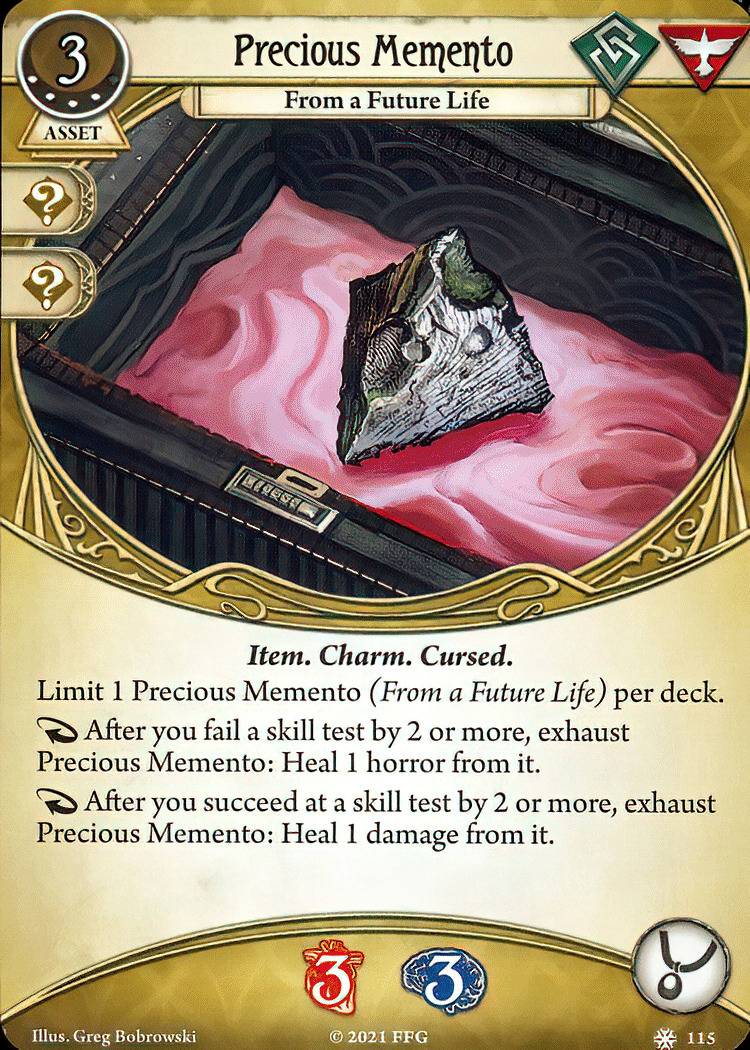 3
Precious Memento
From a Future Life
ASSET
?
?
Item. Charm. Cursed.
Limit 1 Precious Memento (From a Future Life) per deck.
After you fail a skill test by 2 or more, exhaust
Precious Memento: Heal 1 horror from it.
After you succeed at a skill test by 2 or more, exhaust
Precious Memento: Heal 1 damage from it.
3 3
Illus. Greg Bobrowski © 2021 FFG 115